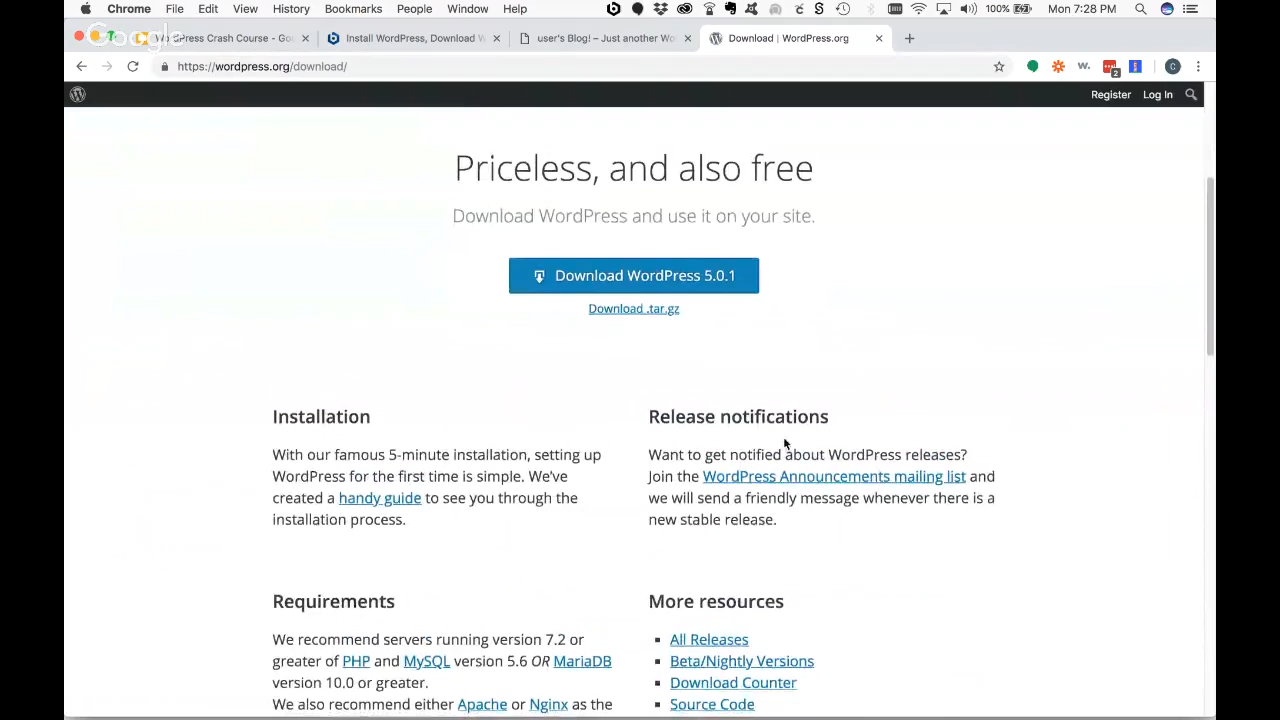 Chrome File Edit View History Bookmarks People Window Help 100% Mon 7:28 PM
Google
Press Crash Course - Go
Install WordPress, Download W
user's Blog! – Just another Wo
Download | WordPress.org
https://wordpress.org/download/
w.
2
C
Register Log In
Priceless, and also free
Download WordPress and use it on your site.
Download WordPress 5.0.1
Download .tar.gz
Installation
With our famous 5-minute installation, setting up
WordPress for the first time is simple. We've
created a handy guide to see you through the
installation process.
Release notifications
Want to get notified about WordPress releases?
Join the WordPress Announcements mailing list and
we will send a friendly message whenever there is a
new stable release.
Requirements
We recommend servers running version 7.2 or
greater of PHP and MySQL version 5.6 OR MariaDB
version 10.0 or greater.
We also recommend either Apache or Nginx as the
More resources
All Releases
Beta/Nightly Versions
Download Counter
Source Code